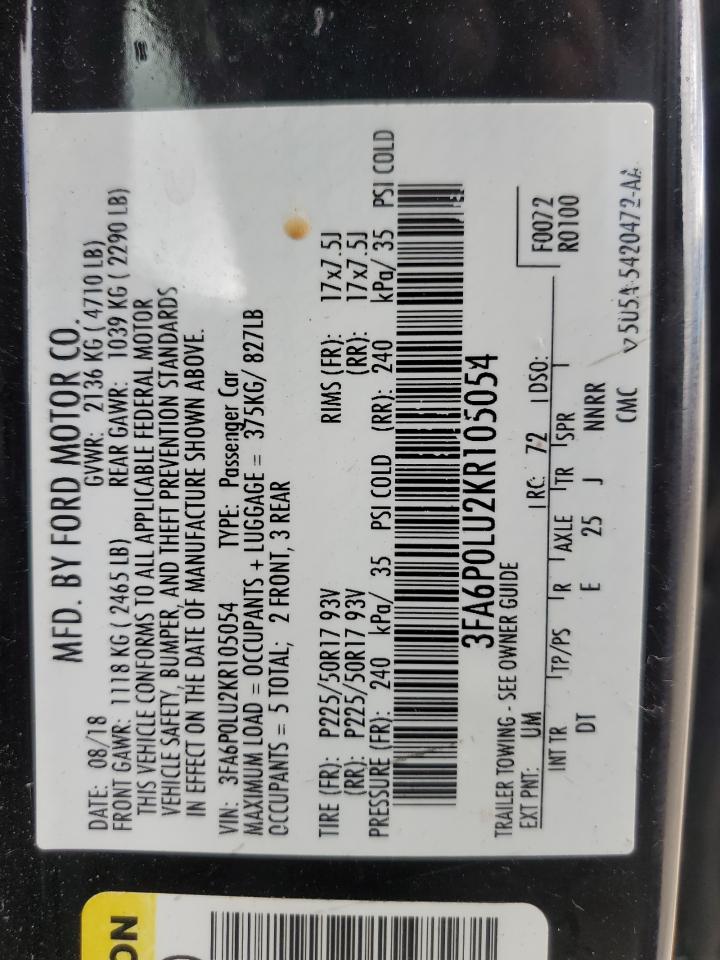 MFD. BY FORD MOTOR CO.
DATE: 08/18 GVWR: 2136 KG ( 4710 LB)
FRONT GAWR: 1118 KG ( 2465 LB) REAR GAWR: 1039 KG ( 2290 LB)
THIS VEHICLE CONFORMS TO ALL APPLICABLE FEDERAL MOTOR
VEHICLE SAFETY, BUMPER, AND THEFT PREVENTION STANDARDS
IN EFFECT ON THE DATE OF MANUFACTURE SHOWN ABOVE.
VIN: 3FA6P0LU2KR105054 TYPE: Passenger Car
MAXIMUM LOAD = OCCUPANTS + LUGGAGE = 375KG/ 827LB
OCCUPANTS = 5 TOTAL; 2 FRONT, 3 REAR
TIRE (FR): P225/50R17 93V RIMS (FR): 17x7.5J
(RR): P225/50R17 93V (RR): 17x7.5J
PRESSURE (FR): 240 kPa/ 35 PSI COLD (RR): 240 kPa/ 35 PSI COLD
3FA6P0LU2KR105054
TRAILER TOWING - SEE OWNER GUIDE
F0072
EXT PNT: UM RC: 72 DSO: R0100
INT TR TP/PS R AXLE TR SPR
DT E 25 J NNRR
CMC 5U5A-5420472-AA
ON